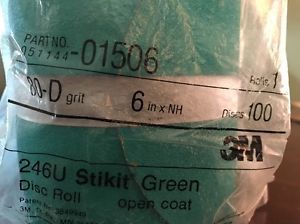 PART NO. 051144-01506
Rolls 1
80-D grit 6 in x NH Discs 100
3M
246U Stikit Green
Disc Roll open coat